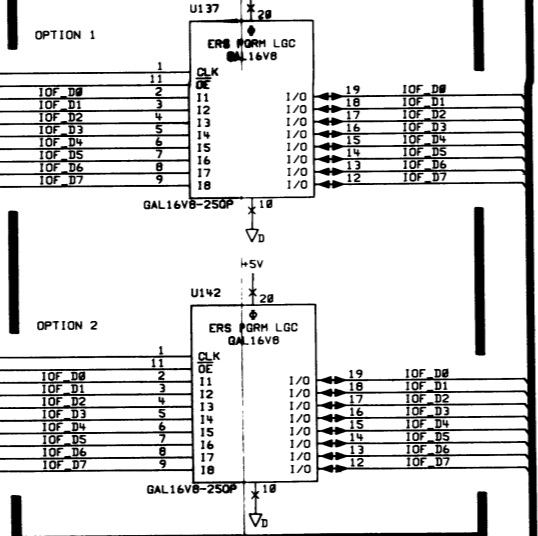 U137
20
OPTION 1
Φ
ERS PGRM LGC
GAL16V8
1 CLK
11 OE
IOF_D0 2 I1 I/O 19 IOF_D0
IOF_D1 3 I2 I/O 18 IOF_D1
IOF_D2 4 I3 I/O 17 IOF_D2
IOF_D3 5 I4 I/O 16 IOF_D3
IOF_D4 6 I5 I/O 15 IOF_D4
IOF_D5 7 I6 I/O 14 IOF_D5
IOF_D6 8 I7 I/O 13 IOF_D6
IOF_D7 9 I8 I/O 12 IOF_D7
GAL16V8-25QP 10
D
+5V
U142
20
OPTION 2
Φ
ERS PGRM LGC
GAL16V8
1 CLK
11 OE
IOF_D0 2 I1 I/O 19 IOF_D0
IOF_D1 3 I2 I/O 18 IOF_D1
IOF_D2 4 I3 I/O 17 IOF_D2
IOF_D3 5 I4 I/O 16 IOF_D3
IOF_D4 6 I5 I/O 15 IOF_D4
IOF_D5 7 I6 I/O 14 IOF_D5
IOF_D6 8 I7 I/O 13 IOF_D6
IOF_D7 9 I8 I/O 12 IOF_D7
GAL16V8-25QP 10
D